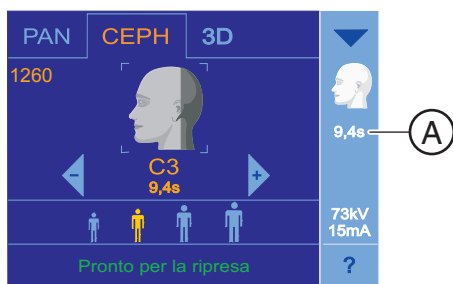 PAN CEPH 3D
1260
9,4s
A
- C3 +
9,4s
73kV
15mA
Pronto per la ripresa
?